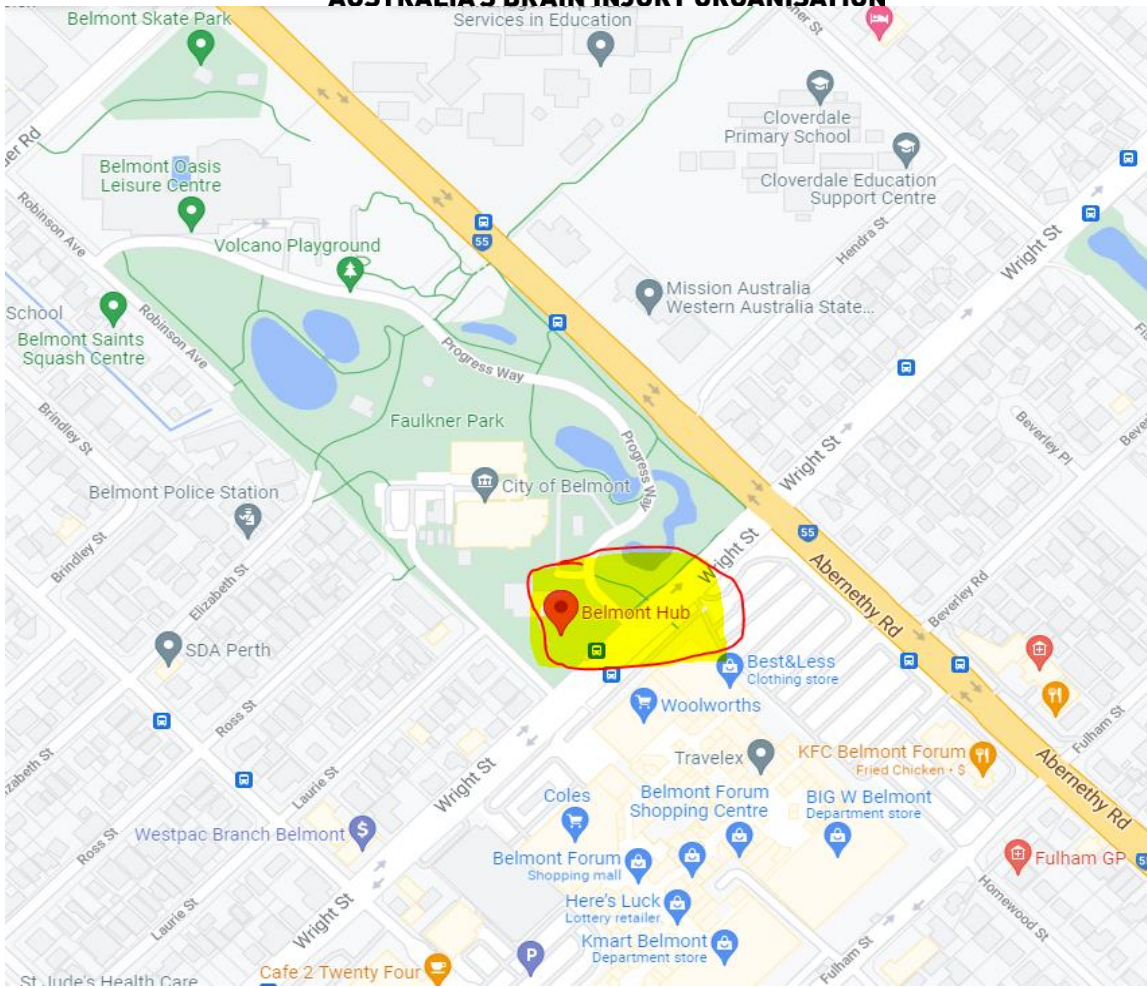 AUSTRALIA'S BRAIN INJURY ORGANISATION
Belmont Skate Park
Services in Education
Cloverdale
Primary School
Cloverdale Education
Support Centre
Belmont Oasis
Leisure Centre
Robinson Ave
Volcano Playground
55
Hendra St
Wright St
Mission Australia
Western Australia State...
School
Belmont Saints
Squash Centre
Robinson Ave
Progress Way
Brindley St
Faulkner Park
Progress Way
Beverley Pl
Wright St
City of Belmont
Belmont Police Station
55
Brindley St
Elizabeth St
Wright St
Abernethy Rd
Beverley Rd
Belmont Hub
SDA Perth
Best&Less
Clothing store
Woolworths
Ross St
Fulham St
Travelex
KFC Belmont Forum
Fried Chicken • $
Abernethy Rd
Laurie St
Wright St
Coles
Belmont Forum
Shopping Centre
BIG W Belmont
Department store
Westpac Branch Belmont
Ross St
Belmont Forum
Shopping mall
Fulham GP
Here's Luck
Lottery retailer
Homewood St
Laurie St
Wright St
Kmart Belmont
Department store
P
Fulham St
Cafe 2 Twenty Four
St Jude's Health Care